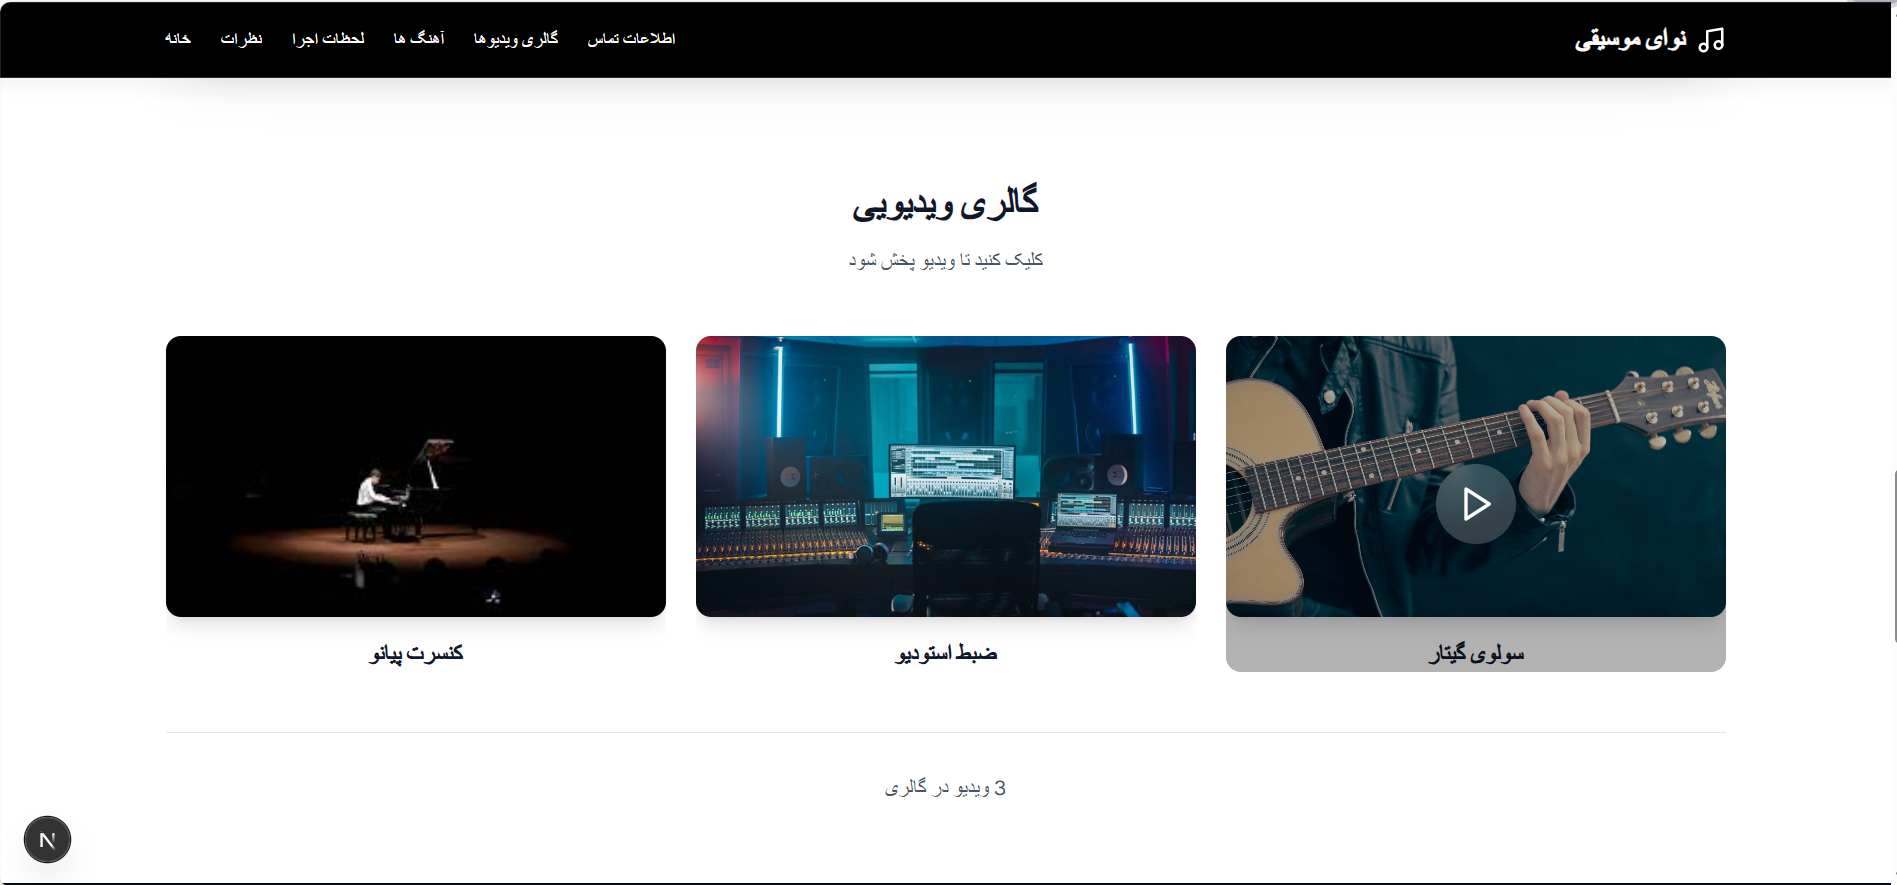 نوای موسیقی
خانه نظرات لحظات اجرا آهنگ ها گالری ویدیوها اطلاعات تماس
گالری ویدیویی
کلیک کنید تا ویدیو پخش شود
سولوی گیتار
ضبط استودیو
کنسرت پیانو
3 ویدیو در گالری
N